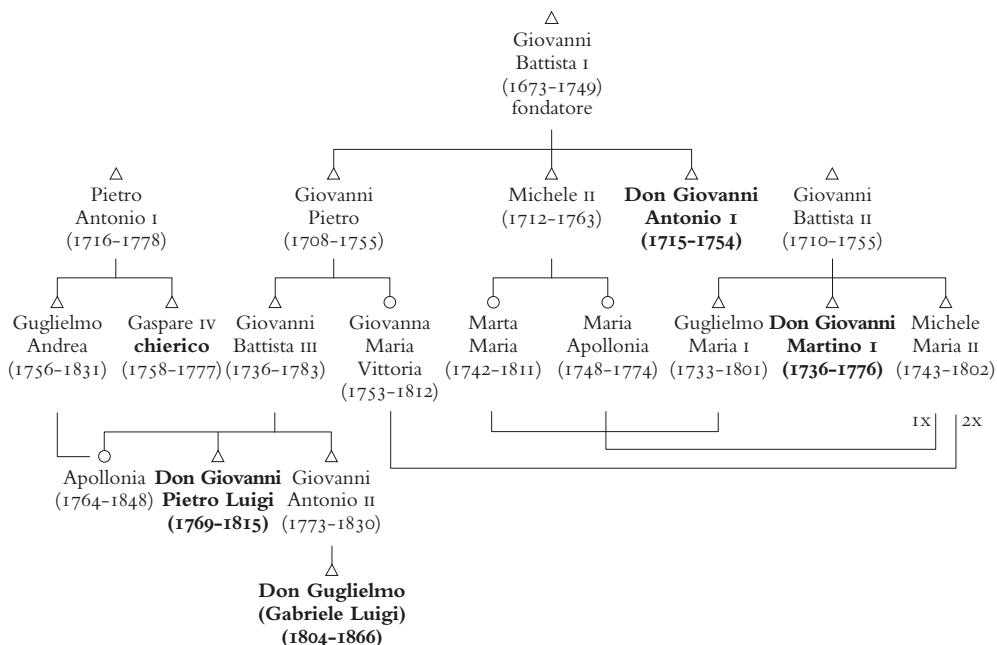 Giovanni
Battista I
(1673-1749)
fondatore
Pietro
Antonio I
(1716-1778)
Giovanni
Pietro
(1708-1755)
Michele II
(1712-1763)
Don Giovanni
Antonio I
(1715-1754)
Giovanni
Battista II
(1710-1755)
Guglielmo
Andrea
(1756-1831)
Gaspare IV
chierico
(1758-1777)
Giovanni
Battista III
(1736-1783)
Giovanna
Maria
Vittoria
(1753-1812)
Marta
Maria
(1742-1811)
Maria
Apollonia
(1748-1774)
Guglielmo
Maria I
(1733-1801)
Don Giovanni
Martino I
(1736-1776)
Michele
Maria II
(1743-1802)
1x
2x
Apollonia
(1764-1848)
Don Giovanni
Pietro Luigi
(1769-1815)
Giovanni
Antonio II
(1773-1830)
Don Guglielmo
(Gabriele Luigi)
(1804-1866)